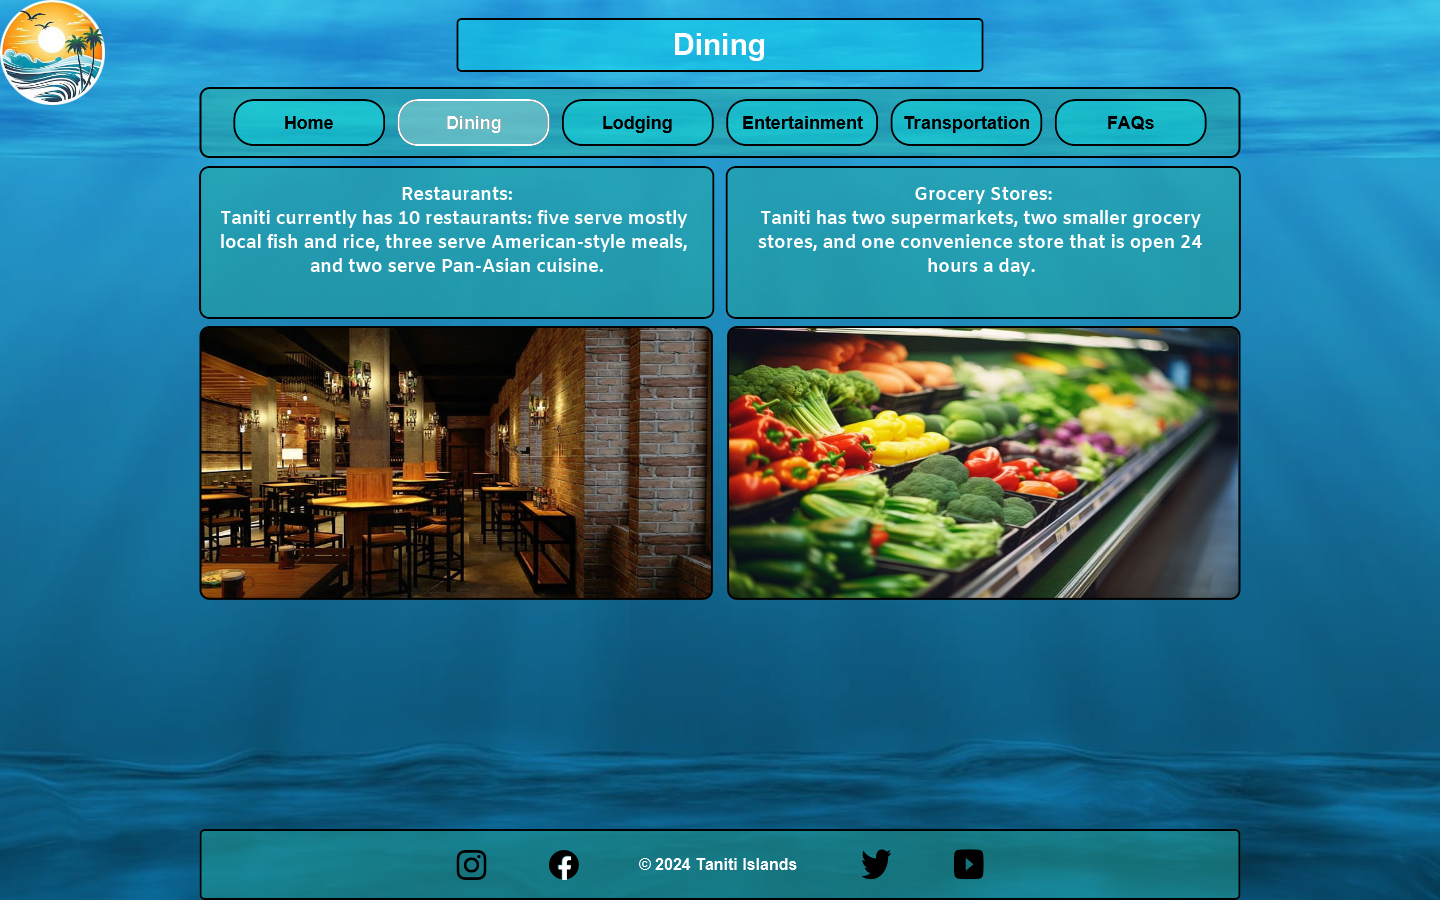 Dining
Home
Dining
Lodging
Entertainment
Transportation
FAQs
Restaurants:
Taniti currently has 10 restaurants: five serve mostly
local fish and rice, three serve American-style meals,
and two serve Pan-Asian cuisine.
Grocery Stores:
Taniti has two supermarkets, two smaller grocery
stores, and one convenience store that is open 24
hours a day.
© 2024 Taniti Islands